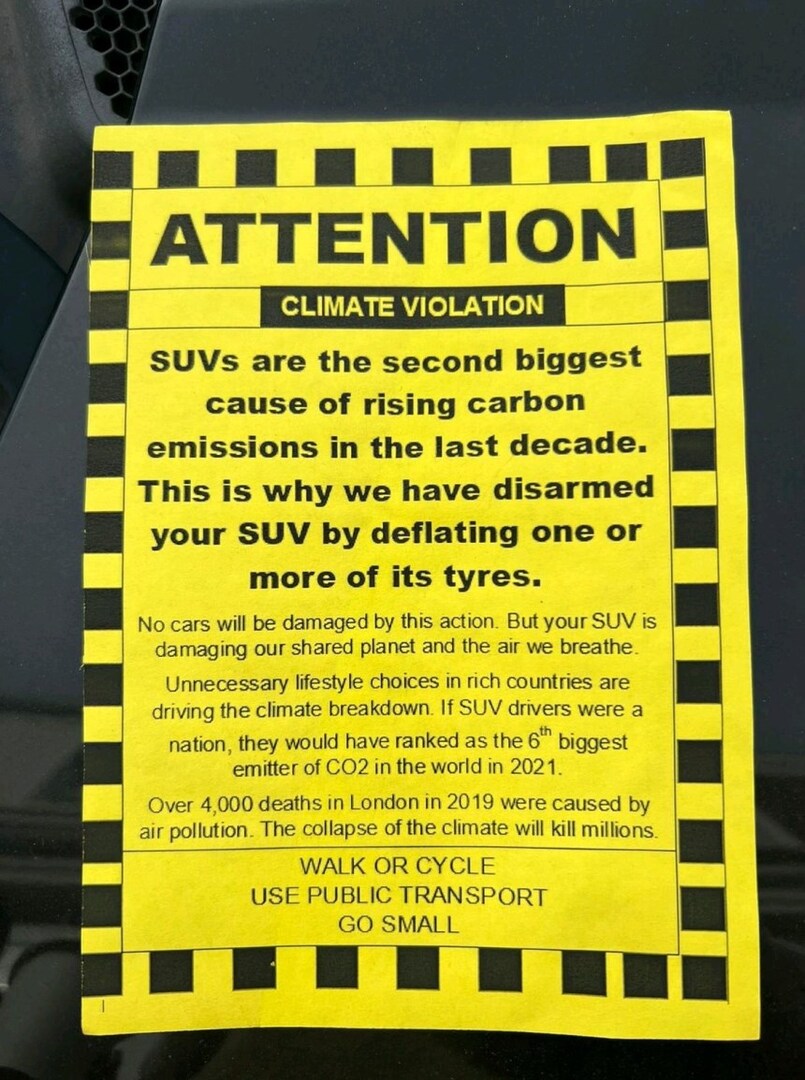 ATTENTION
CLIMATE VIOLATION
SUVs are the second biggest
cause of rising carbon
emissions in the last decade.
This is why we have disarmed
your SUV by deflating one or
more of its tyres.
No cars will be damaged by this action. But your SUV is
damaging our shared planet and the air we breathe.
Unnecessary lifestyle choices in rich countries are
driving the climate breakdown. If SUV drivers were a
nation, they would have ranked as the 6th biggest
emitter of CO2 in the world in 2021.
Over 4,000 deaths in London in 2019 were caused by
air pollution. The collapse of the climate will kill millions.
WALK OR CYCLE
USE PUBLIC TRANSPORT
GO SMALL